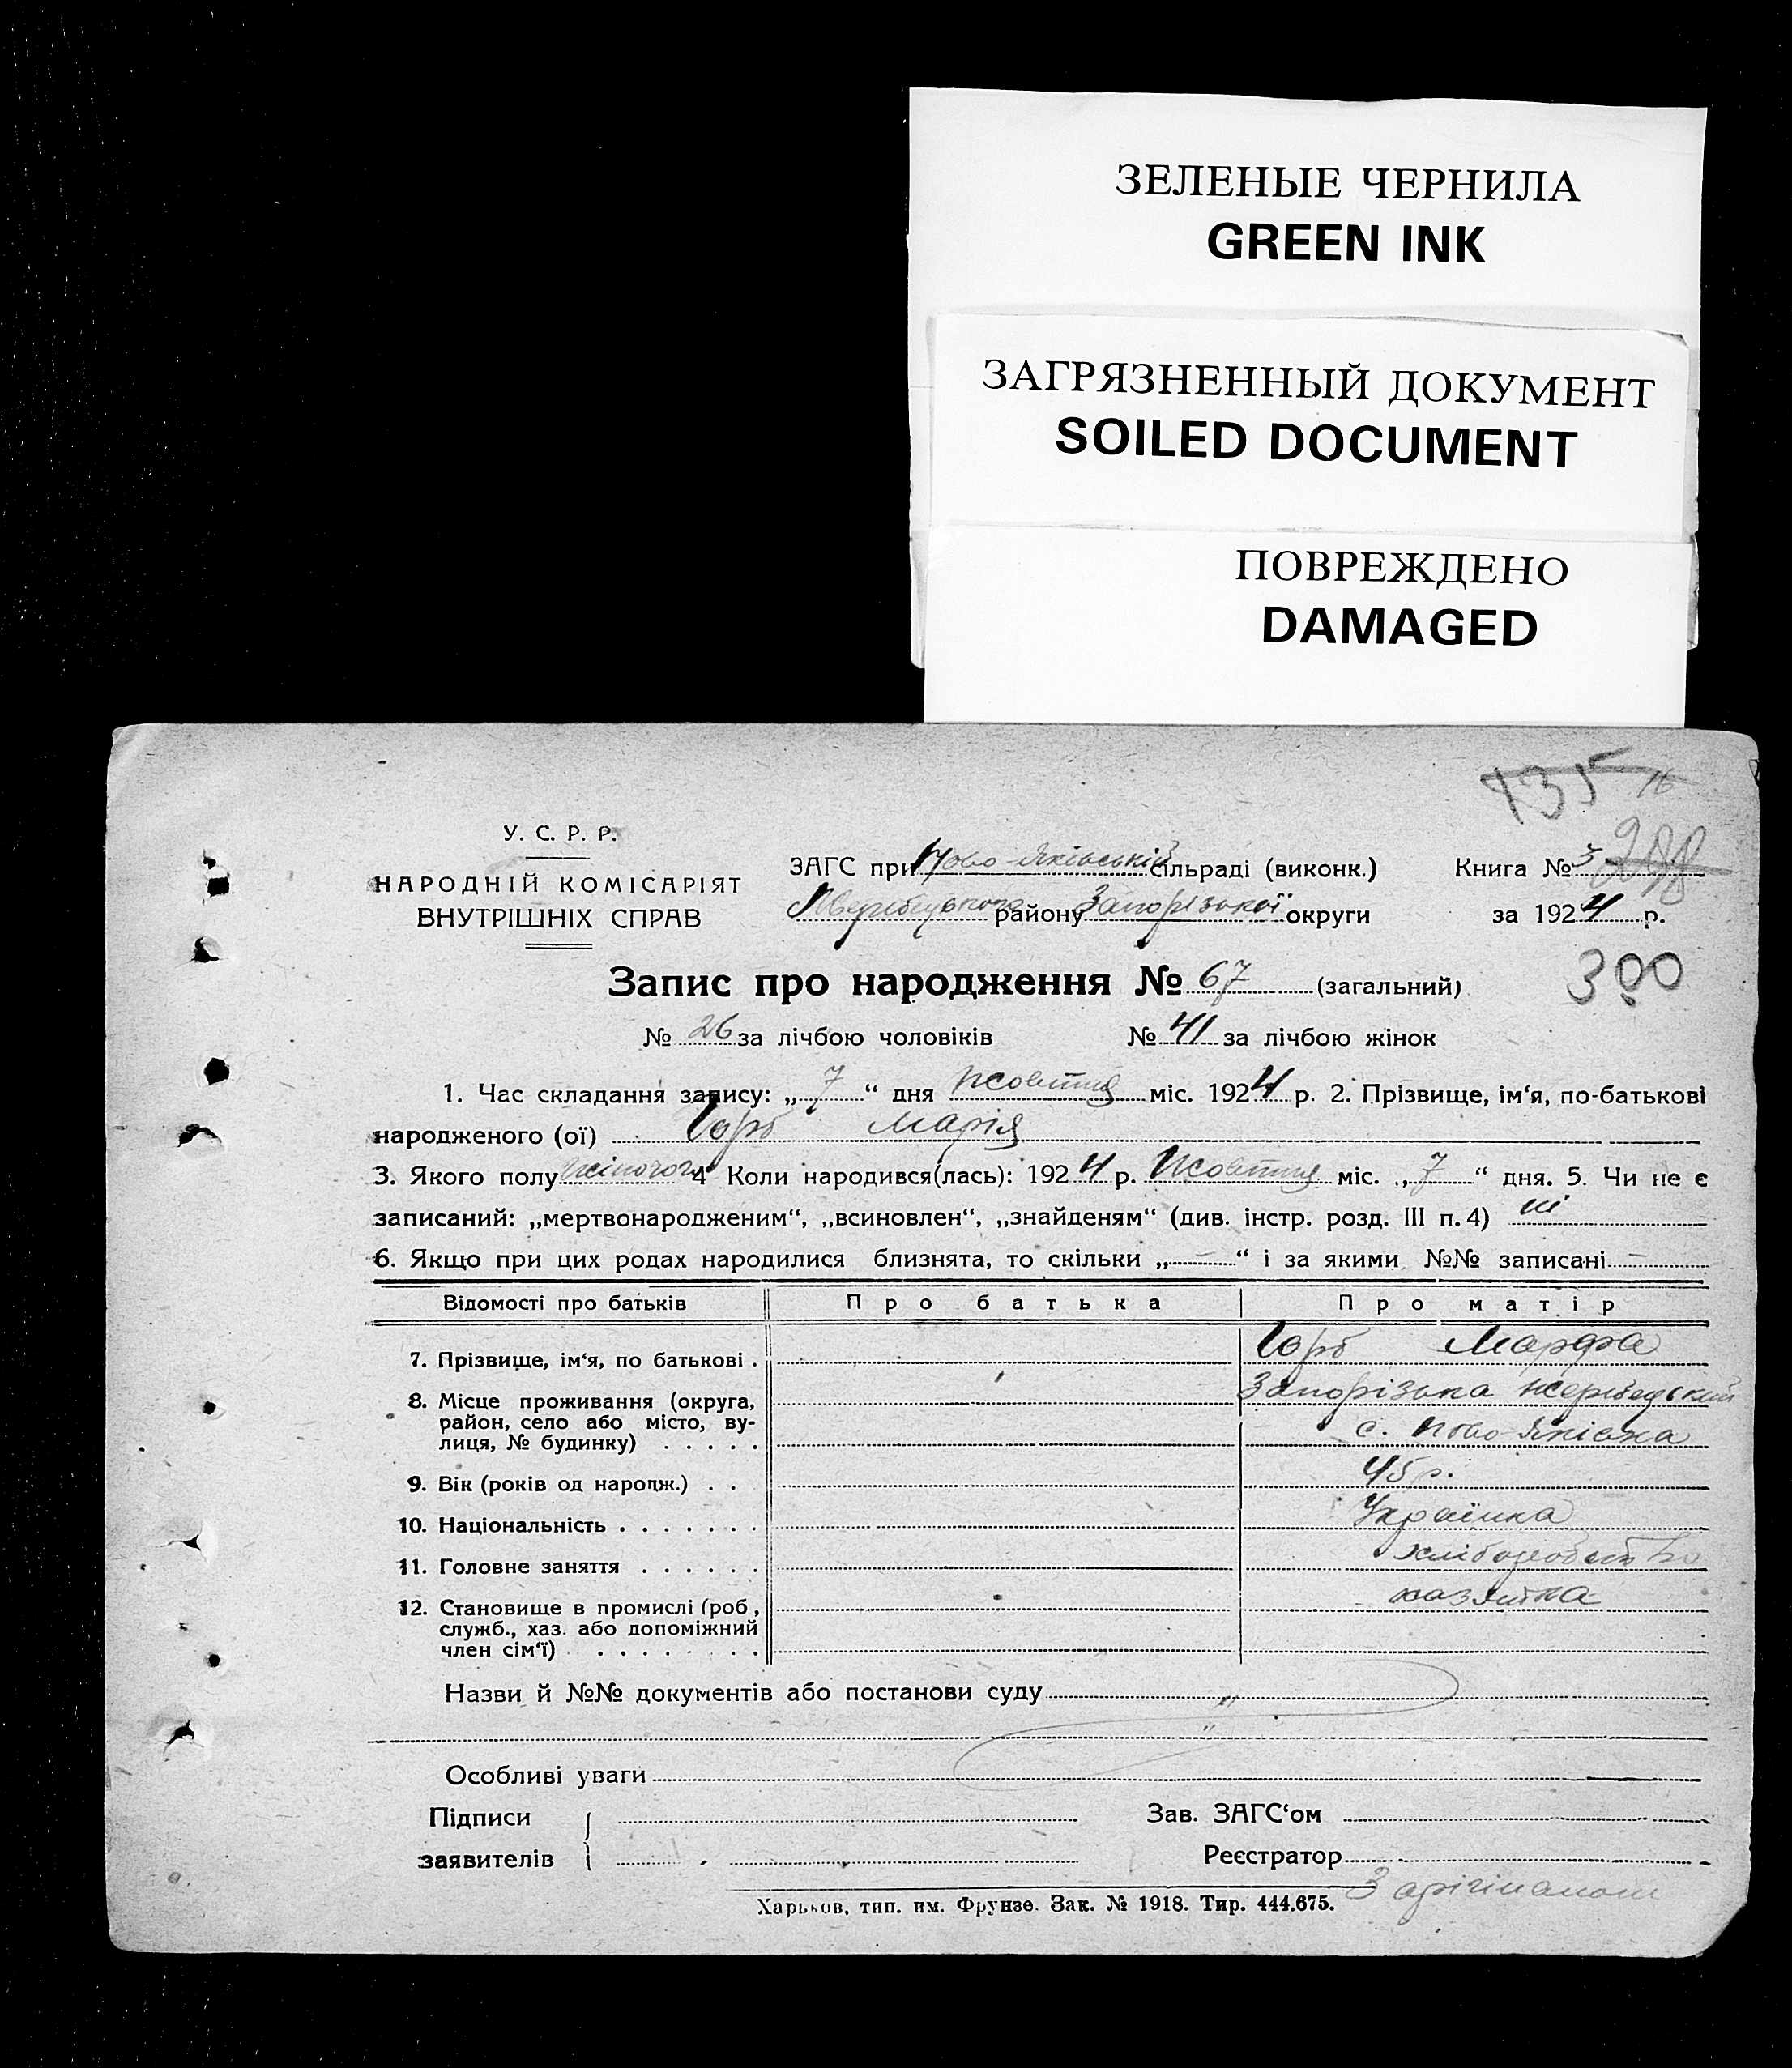 ЗЕЛЕНЫЕ ЧЕРНИЛА
GREEN INK
ЗАГРЯЗНЕННЫЙ ДОКУМЕНТ
SOILED DOCUMENT
ПОВРЕЖДЕНО
DAMAGED
135 16
У. С. Р. Р.
НАРОДНІЙ КОМІСАРІЯТ
ВНУТРІШНІХ СПРАВ
ЗАГС при Ново-Яківській сільраді (виконк.)
району Запорізької округи
Книга № 3
за 1924 р.
300
Запис про народження № 67 (загальний)
№ 26 за лічбою чоловіків № 41 за лічбою жінок
1. Час складання запису: „ 7 “ дня Жовтня міс. 1924 р. 2. Прізвище, ім‘я, по-батькові
народженого (ої) Горб Марія
3. Якого полу жіночого 4 Коли народився(лась): 1924 р. Жовтня міс. „ 7 “ дня. 5. Чи не є
записаний: „мертвонародженим“, „всиновлен“, „знайденям“ (див. інстр. розд. III п. 4) ні
6. Якщо при цих родах народилися близнята, то скільки „ — “ і за якими №№ записані —
Відомості про батьків Про батька Про матір
7. Прізвище, ім‘я, по батькові . Горб Марфа
8. Місце проживання (округа, Запорізька Жеребецький
район, село або місто, ву-
лиця, № будинку) . . . . . с. Ново-Яківка
9. Вік (років од народж.) . . 45 р.
10. Національність . . . . . . . Українка
11. Головне заняття . . . . . . хліборобство
12. Становище в промислі (роб., хазяйка
служб., хаз. або допоміжний
член сім‘ї) . . . . . . . .
Назви й №№ документів або постанови суду „
„
Особливі уваги
Підписи
заявителів
Зав. ЗАГС‘ом
Реєстратор
З орігіналом
Харьков, тип. им. Фрунзе. Зак. № 1918. Тир. 444.675.